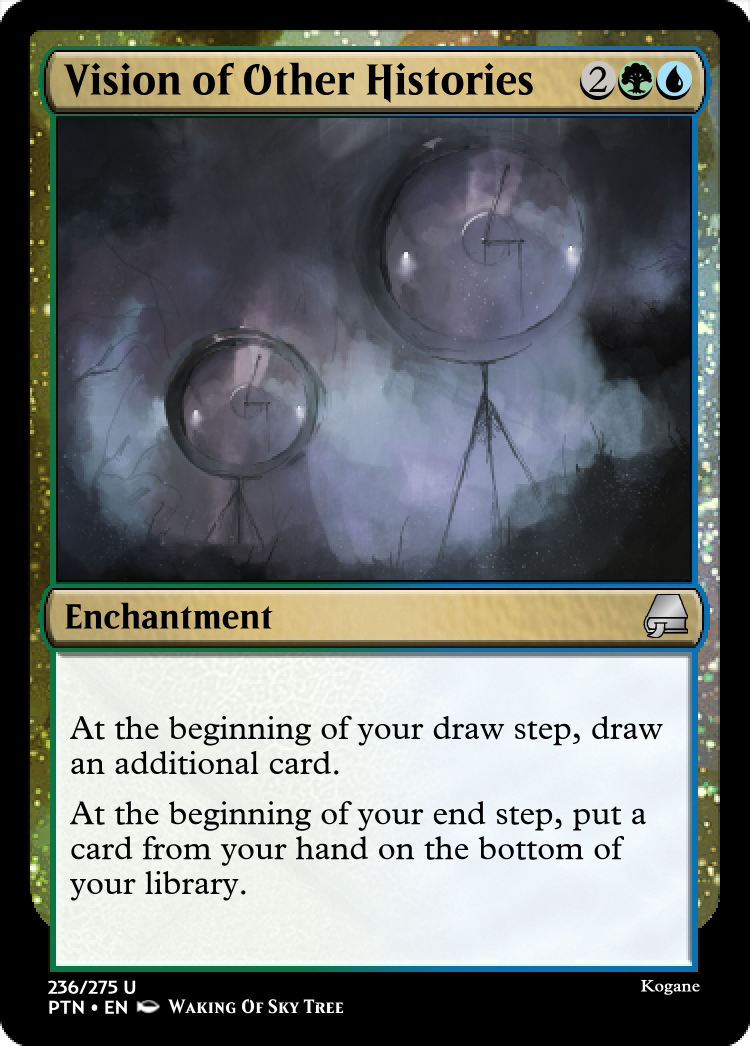 Vision of Other Histories 2
Enchantment
At the beginning of your draw step, draw
an additional card.
At the beginning of your end step, put a
card from your hand on the bottom of
your library.
236/275 U
Kogane
PTN • EN Waking Of Sky Tree